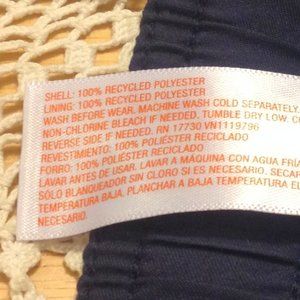 SHELL: 100% RECYCLED POLYESTER
LINING: 100% RECYCLED POLYESTER
WASH BEFORE WEAR. MACHINE WASH COLD SEPARATELY.
NON-CHLORINE BLEACH IF NEEDED. TUMBLE DRY LOW.
REVERSE SIDE IF NEEDED. RN 17730 VN1119796
REVESTIMENTO: 100% POLIÉSTER RECICLADO
FORRO: 100% POLIÉSTER RECICLADO
LAVAR ANTES DE USAR. LAVAR A MÁQUINA CON AGUA FRÍA
SÓLO BLANQUEADOR SIN CLORO SI ES NECESARIO. SECAR
TEMPERATURA BAJA. PLANCHAR A BAJA TEMPERATURA
NECESARIO.